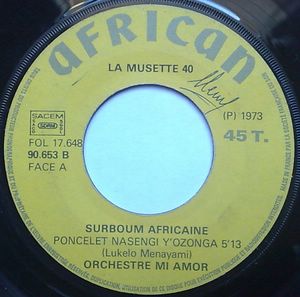 AFRICAN
LA MUSETTE 40
SACEM
SDRM
(P) 1973
45 T.
FOL 17.648
90.653 B
FACE A
SURBOUM AFRICAINE
PONCELET NASENGI Y'OZONGA 5'13
(Lukelo Menayami)
ORCHESTRE MI AMOR